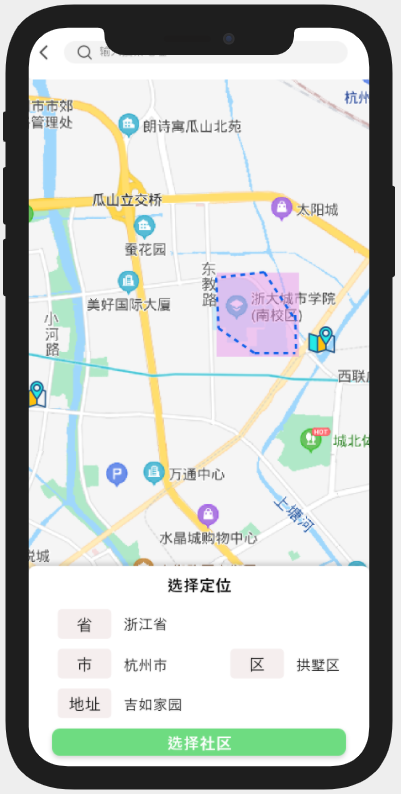 市市郊
管理处
杭州
朗诗寓瓜山北苑
瓜山立交桥
太阳城
蚕花园
东教路
浙大城市学院
(南校区)
美好国际大厦
小河路
西联
HOT
城北体
P
万通中心
上塘河
水晶城购物中心
悦城
选择定位
省 浙江省
市 杭州市 区 拱墅区
地址 吉如家园
选择社区